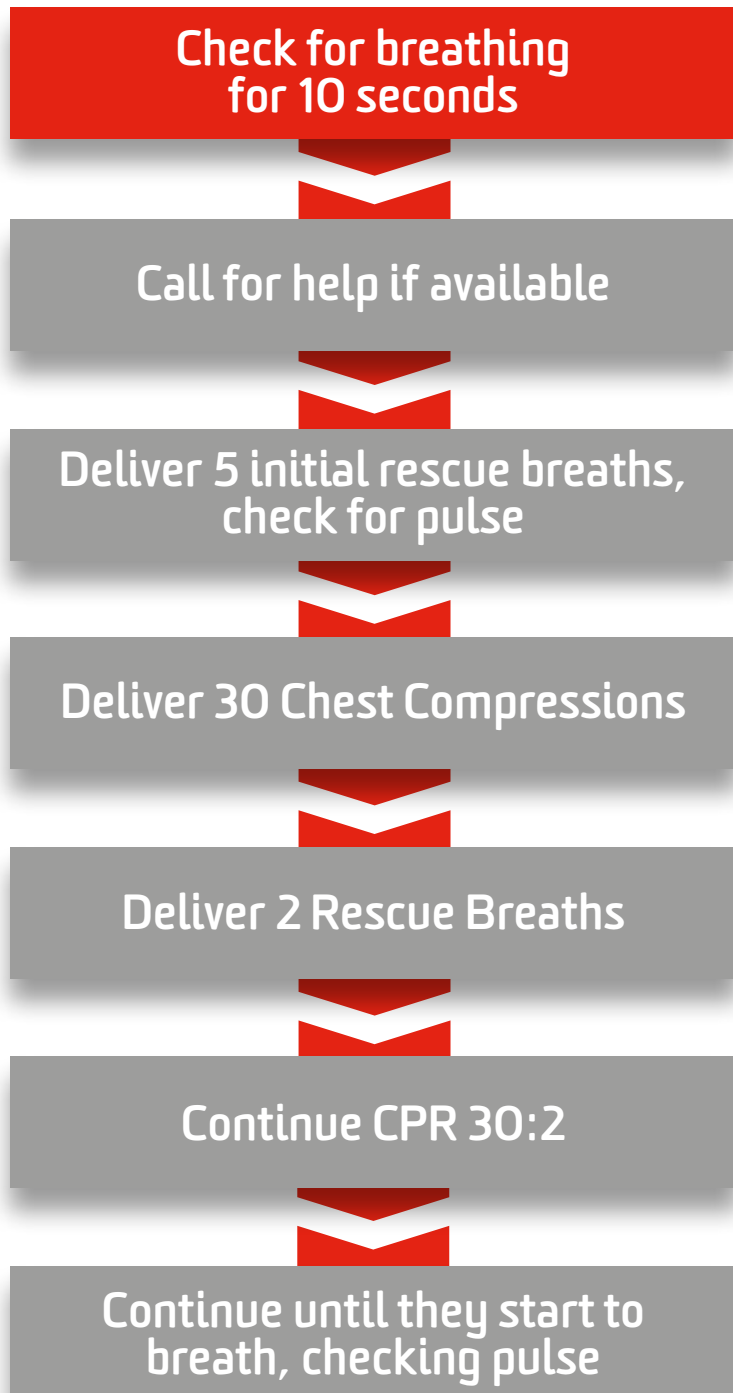 Check for breathing
for 10 seconds
Call for help if available
Deliver 5 initial rescue breaths,
check for pulse
Deliver 30 Chest Compressions
Deliver 2 Rescue Breaths
Continue CPR 30:2
Continue until they start to
breath, checking pulse